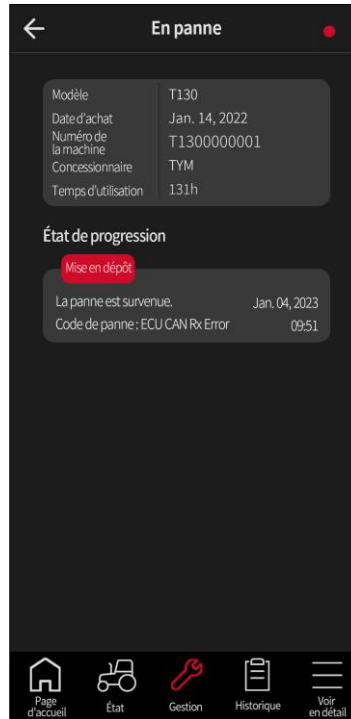 En panne
Modèle T130
Date d'achat Jan. 14, 2022
Numéro de
la machine T1300000001
Concessionnaire TYM
Temps d'utilisation 131h
État de progression
Mise en dépôt
La panne est survenue. Jan. 04, 2023
Code de panne : ECU CAN Rx Error 09:51
Page
d'accueil
État
Gestion
Historique
Voir
en détail